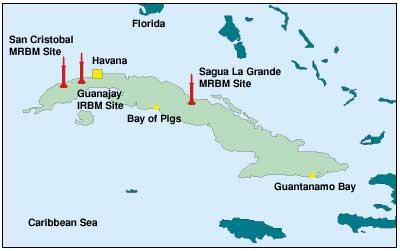 Florida
San Cristobal
MRBM Site
Havana
Sagua La Grande
MRBM Site
Guanajay
IRBM Site
Bay of Pigs
Guantanamo Bay
Caribbean Sea